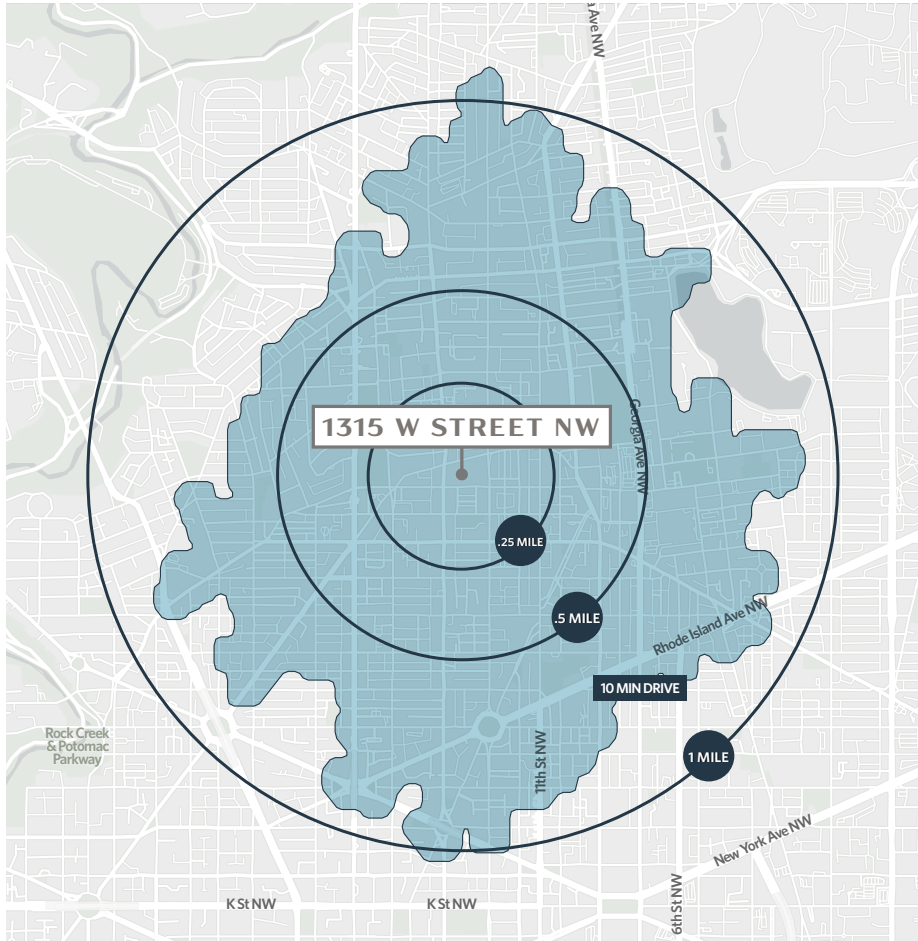 a Ave NW
1315 W STREET NW
Georgia Ave NW
.25 MILE
.5 MILE
Rhode Island Ave NW
10 MIN DRIVE
Rock Creek
& Potomac
Parkway
11th St NW
1 MILE
New York Ave NW
K St NW
K St NW
6th St NW